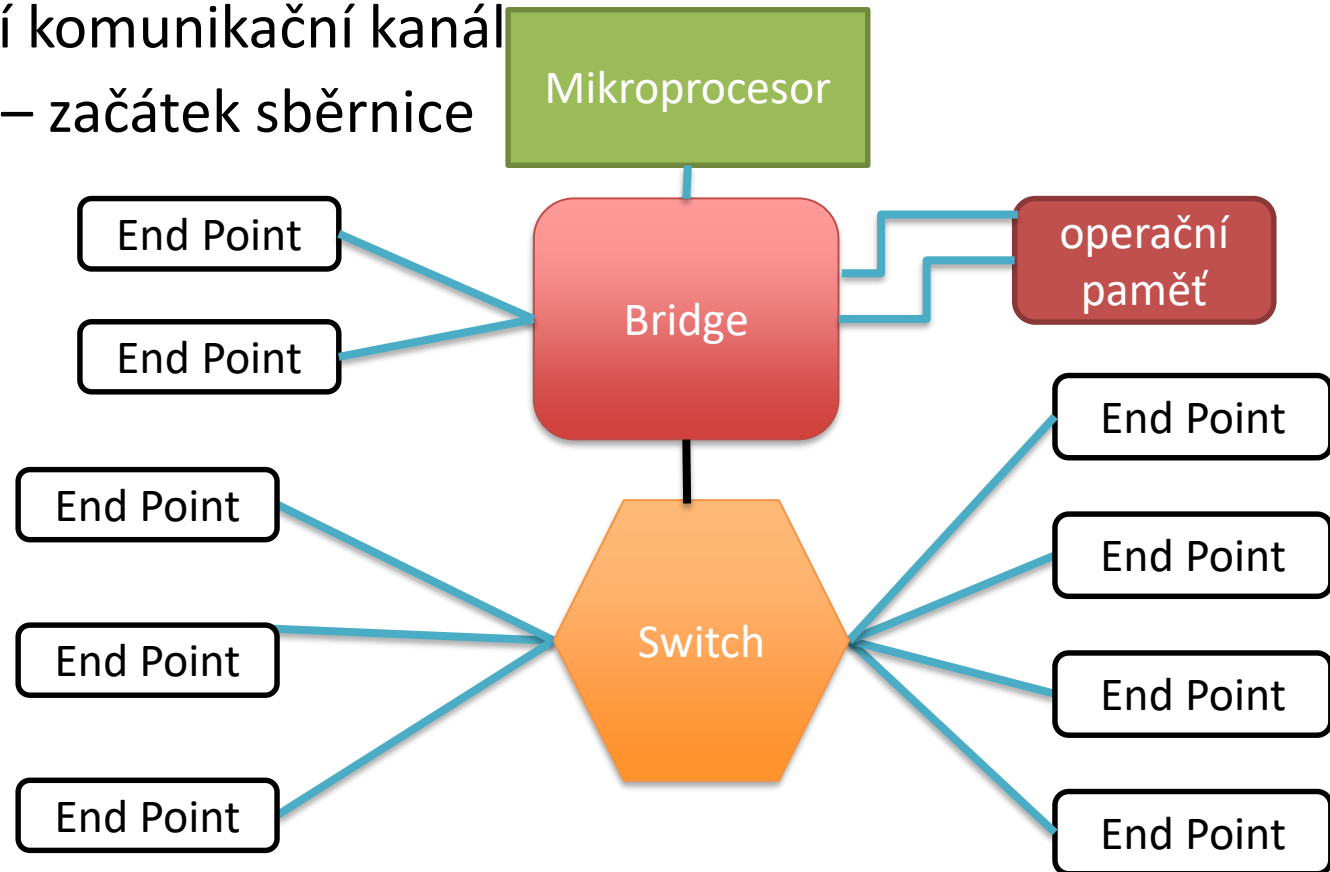 í komunikační kanál
– začátek sběrnice
Mikroprocesor
End Point
End Point
Bridge
operační
paměť
End Point
End Point
End Point
Switch
End Point
End Point
End Point
End Point